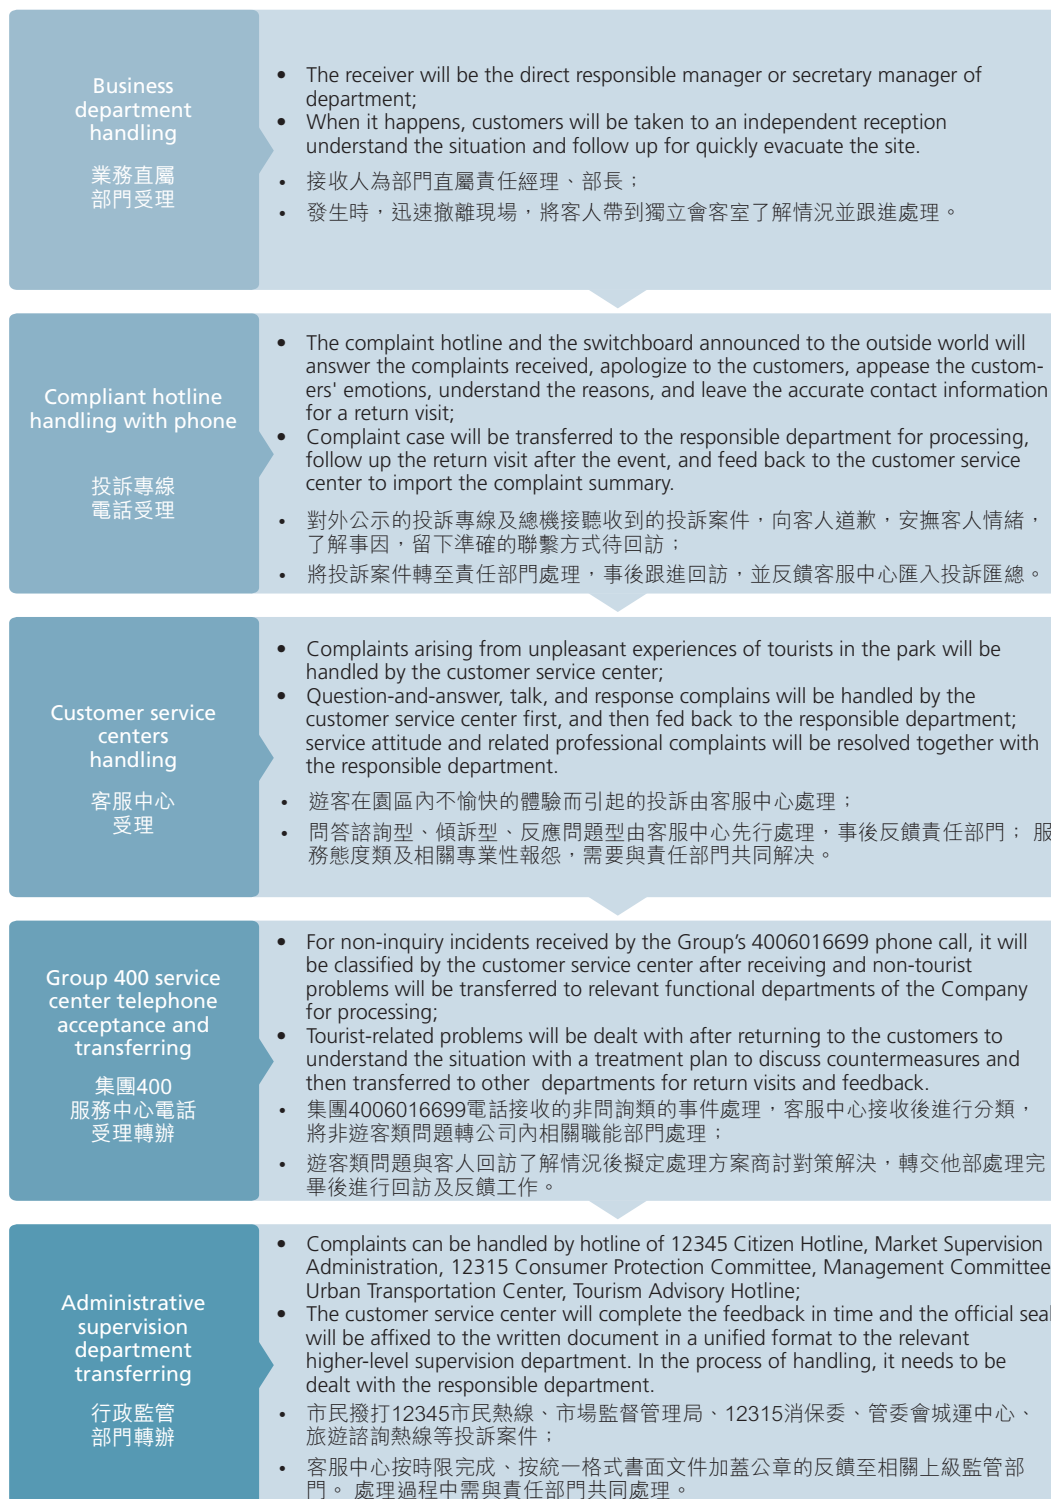 Business
department
handling
業務直屬
部門受理
• The receiver will be the direct responsible manager or secretary manager of
department;
• When it happens, customers will be taken to an independent reception
understand the situation and follow up for quickly evacuate the site.
• 接收人為部門直屬責任經理、部長；
• 發生時，迅速撤離現場，將客人帶到獨立會客室了解情況並跟進處理。
Compliant hotline
handling with phone
投訴專線
電話受理
• The complaint hotline and the switchboard announced to the outside world will
answer the complaints received, apologize to the customers, appease the custom-
ers' emotions, understand the reasons, and leave the accurate contact information
for a return visit;
• Complaint case will be transferred to the responsible department for processing,
follow up the return visit after the event, and feed back to the customer service
center to import the complaint summary.
• 對外公示的投訴專線及總機接聽收到的投訴案件，向客人道歉，安撫客人情緒，
了解事因，留下準確的聯繫方式待回訪；
• 將投訴案件轉至責任部門處理，事後跟進回訪，並反饋客服中心匯入投訴匯總。
Customer service
centers
handling
客服中心
受理
• Complaints arising from unpleasant experiences of tourists in the park will be
handled by the customer service center;
• Question-and-answer, talk, and response complains will be handled by the
customer service center first, and then fed back to the responsible department;
service attitude and related professional complaints will be resolved together with
the responsible department.
• 遊客在園區內不愉快的體驗而引起的投訴由客服中心處理；
• 問答諮詢型、傾訴型、反應問題型由客服中心先行處理，事後反饋責任部門； 服
務態度類及相關專業性報怨，需要與責任部門共同解决。
Group 400 service
center telephone
acceptance and
transferring
集團400
服務中心電話
受理轉辦
• For non-inquiry incidents received by the Group's 4006016699 phone call, it will
be classified by the customer service center after receiving and non-tourist
problems will be transferred to relevant functional departments of the Company
for processing;
• Tourist-related problems will be dealt with after returning to the customers to
understand the situation with a treatment plan to discuss countermeasures and
then transferred to other departments for return visits and feedback.
• 集團4006016699電話接收的非問詢類的事件處理，客服中心接收後進行分類，
將非遊客類問題轉公司內相關職能部門處理；
• 遊客類問題與客人回訪了解情況後擬定處理方案商討對策解決，轉交他部處理完
畢後進行回訪及反饋工作。
Administrative
supervision
department
transferring
行政監管
部門轉辦
• Complaints can be handled by hotline of 12345 Citizen Hotline, Market Supervision
Administration, 12315 Consumer Protection Committee, Management Committee
Urban Transportation Center, Tourism Advisory Hotline;
• The customer service center will complete the feedback in time and the official seal
will be affixed to the written document in a unified format to the relevant
higher-level supervision department. In the process of handling, it needs to be
dealt with the responsible department.
• 市民撥打12345市民熱線、市場監督管理局、12315消保委、管委會城運中心、
旅遊諮詢熱線等投訴案件；
• 客服中心按時限完成、按統一格式書面文件加蓋公章的反饋至相關上級監管部
門。 處理過程中需與責任部門共同處理。